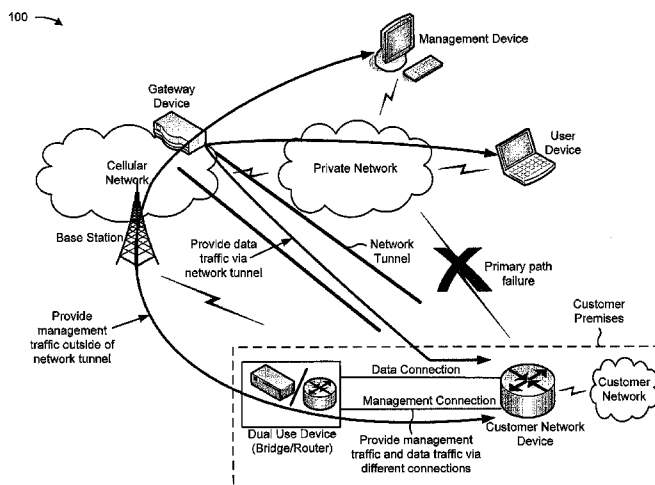 100
Management Device
Gateway
Device
User
Device
Private Network
Cellular
Network
Base Station
Provide data
traffic via
network tunnel
Network
Tunnel
Primary path
failure
Customer
Premises
Provide
management
traffic outside of
network tunnel
Data Connection
Management Connection
Customer
Network
Dual Use Device
(Bridge/Router)
Provide management
traffic and data traffic via
different connections
Customer Network
Device